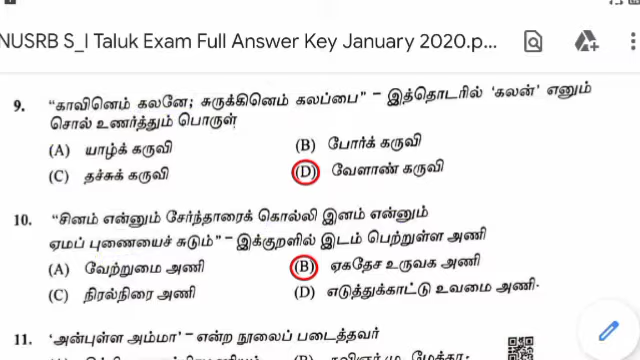 NUSRB S_I Taluk Exam Full Answer Key January 2020.p...
9. "காவினெம் கலனே; சுருக்கினெம் கலப்பை" – இத்தொடரில் 'கலன்' எனும்
சொல் உணர்த்தும் பொருள்
(A) யாழ்க் கருவி (B) போர்க் கருவி
(C) தச்சுக் கருவி (D) வேளாண் கருவி
10. "சினம் என்னும் சேர்ந்தாரைக் கொல்லி இனம் என்னும்
ஏமப் புணையைச் சுடும்" – இக்குறளில் இடம் பெற்றுள்ள அணி
(A) வேற்றுமை அணி (B) ஏகதேச உருவக அணி
(C) நிரல்நிரை அணி (D) எடுத்துக்காட்டு உவமை அணி.
11. 'அன்புள்ள அம்மா' – என்ற நூலைப் படைத்தவர்